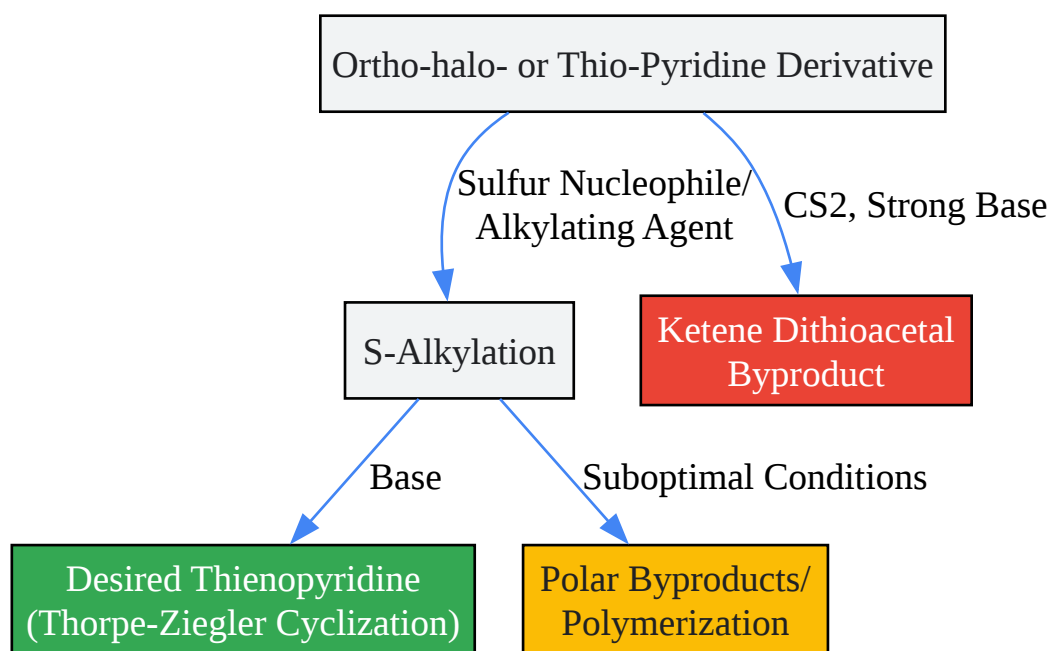 Ortho-halo- or Thio-Pyridine Derivative
Sulfur Nucleophile/
Alkylating Agent
CS2, Strong Base
S-Alkylation
Ketene Dithioacetal
Byproduct
Base
Suboptimal Conditions
Desired Thienopyridine
(Thorpe-Ziegler Cyclization)
Polar Byproducts/
Polymerization